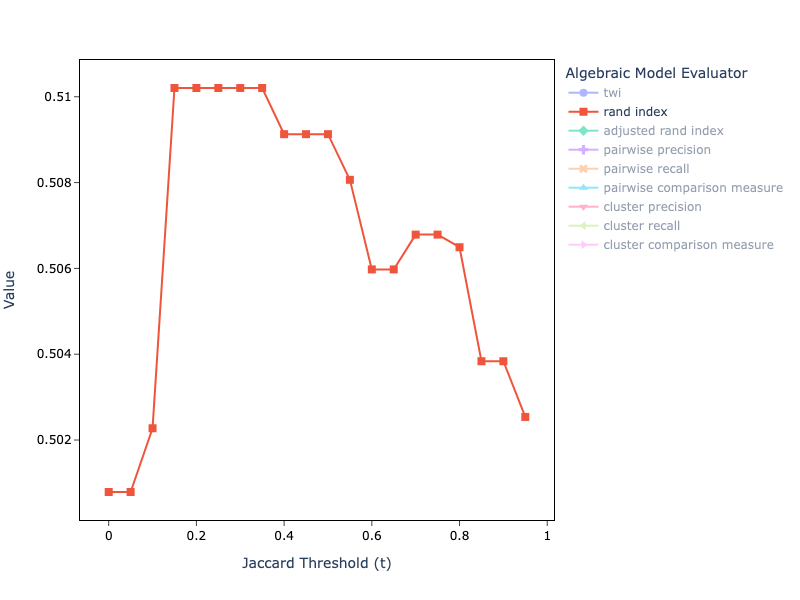 Algebraic Model Evaluator
twi
rand index
adjusted rand index
pairwise precision
pairwise recall
pairwise comparison measure
cluster precision
cluster recall
cluster comparison measure
0.51
0.508
0.506
0.504
0.502
Value
0 0.2 0.4 0.6 0.8 1
Jaccard Threshold (t)